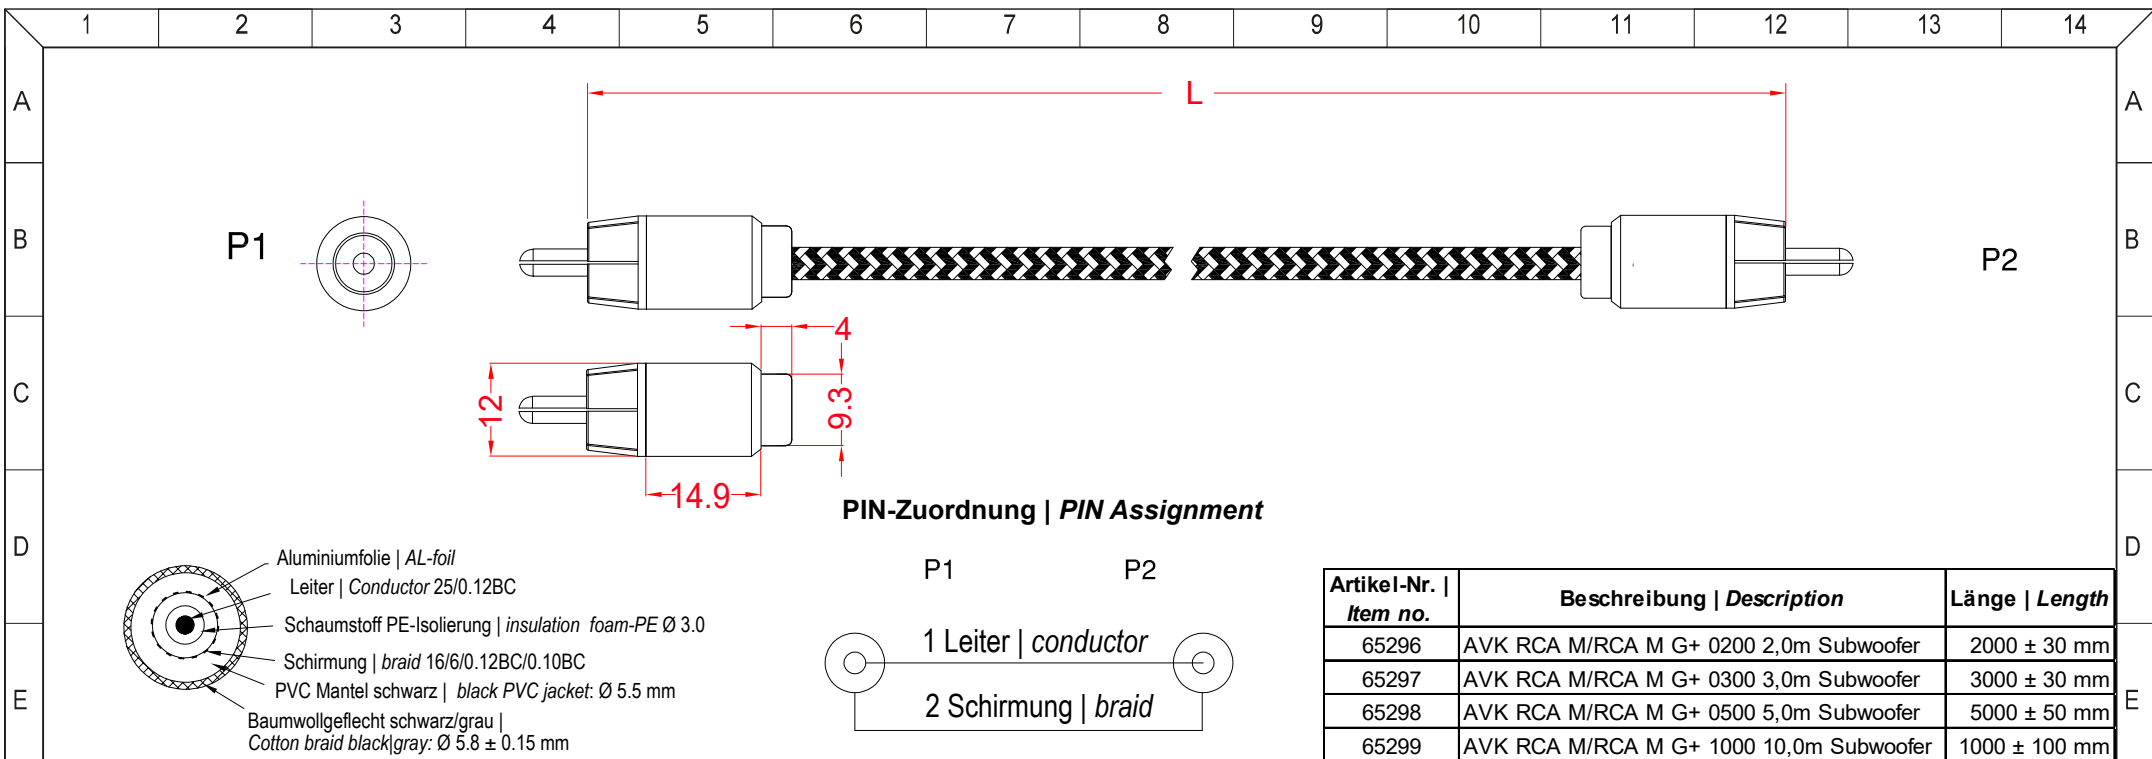 1 2 3 4 5 6 7 8 9 10 11 12 13 14
A A
L
B B
P1 P2
4
C C
12 9.3
14.9
PIN-Zuordnung | PIN Assignment
D D
Aluminiumfolie | AL-foil
Leiter | Conductor 25/0.12BC
Schaumstoff PE-Isolierung | insulation foam-PE Ø 3.0
Schirmung | braid 16/6/0.12BC/0.10BC
PVC Mantel schwarz | black PVC jacket: Ø 5.5 mm
Baumwollgeflecht schwarz/grau |
Cotton braid black|gray: Ø 5.8 ± 0.15 mm
P1 P2
1 Leiter | conductor
2 Schirmung | braid
Artikel-Nr. | Beschreibung | Description Länge | Length
Item no.
65296 AVK RCA M/RCA M G+ 0200 2,0m Subwoofer 2000 ± 30 mm
65297 AVK RCA M/RCA M G+ 0300 3,0m Subwoofer 3000 ± 30 mm
65298 AVK RCA M/RCA M G+ 0500 5,0m Subwoofer 5000 ± 50 mm
65299 AVK RCA M/RCA M G+ 1000 10,0m Subwoofer 1000 ± 100 mm
E E